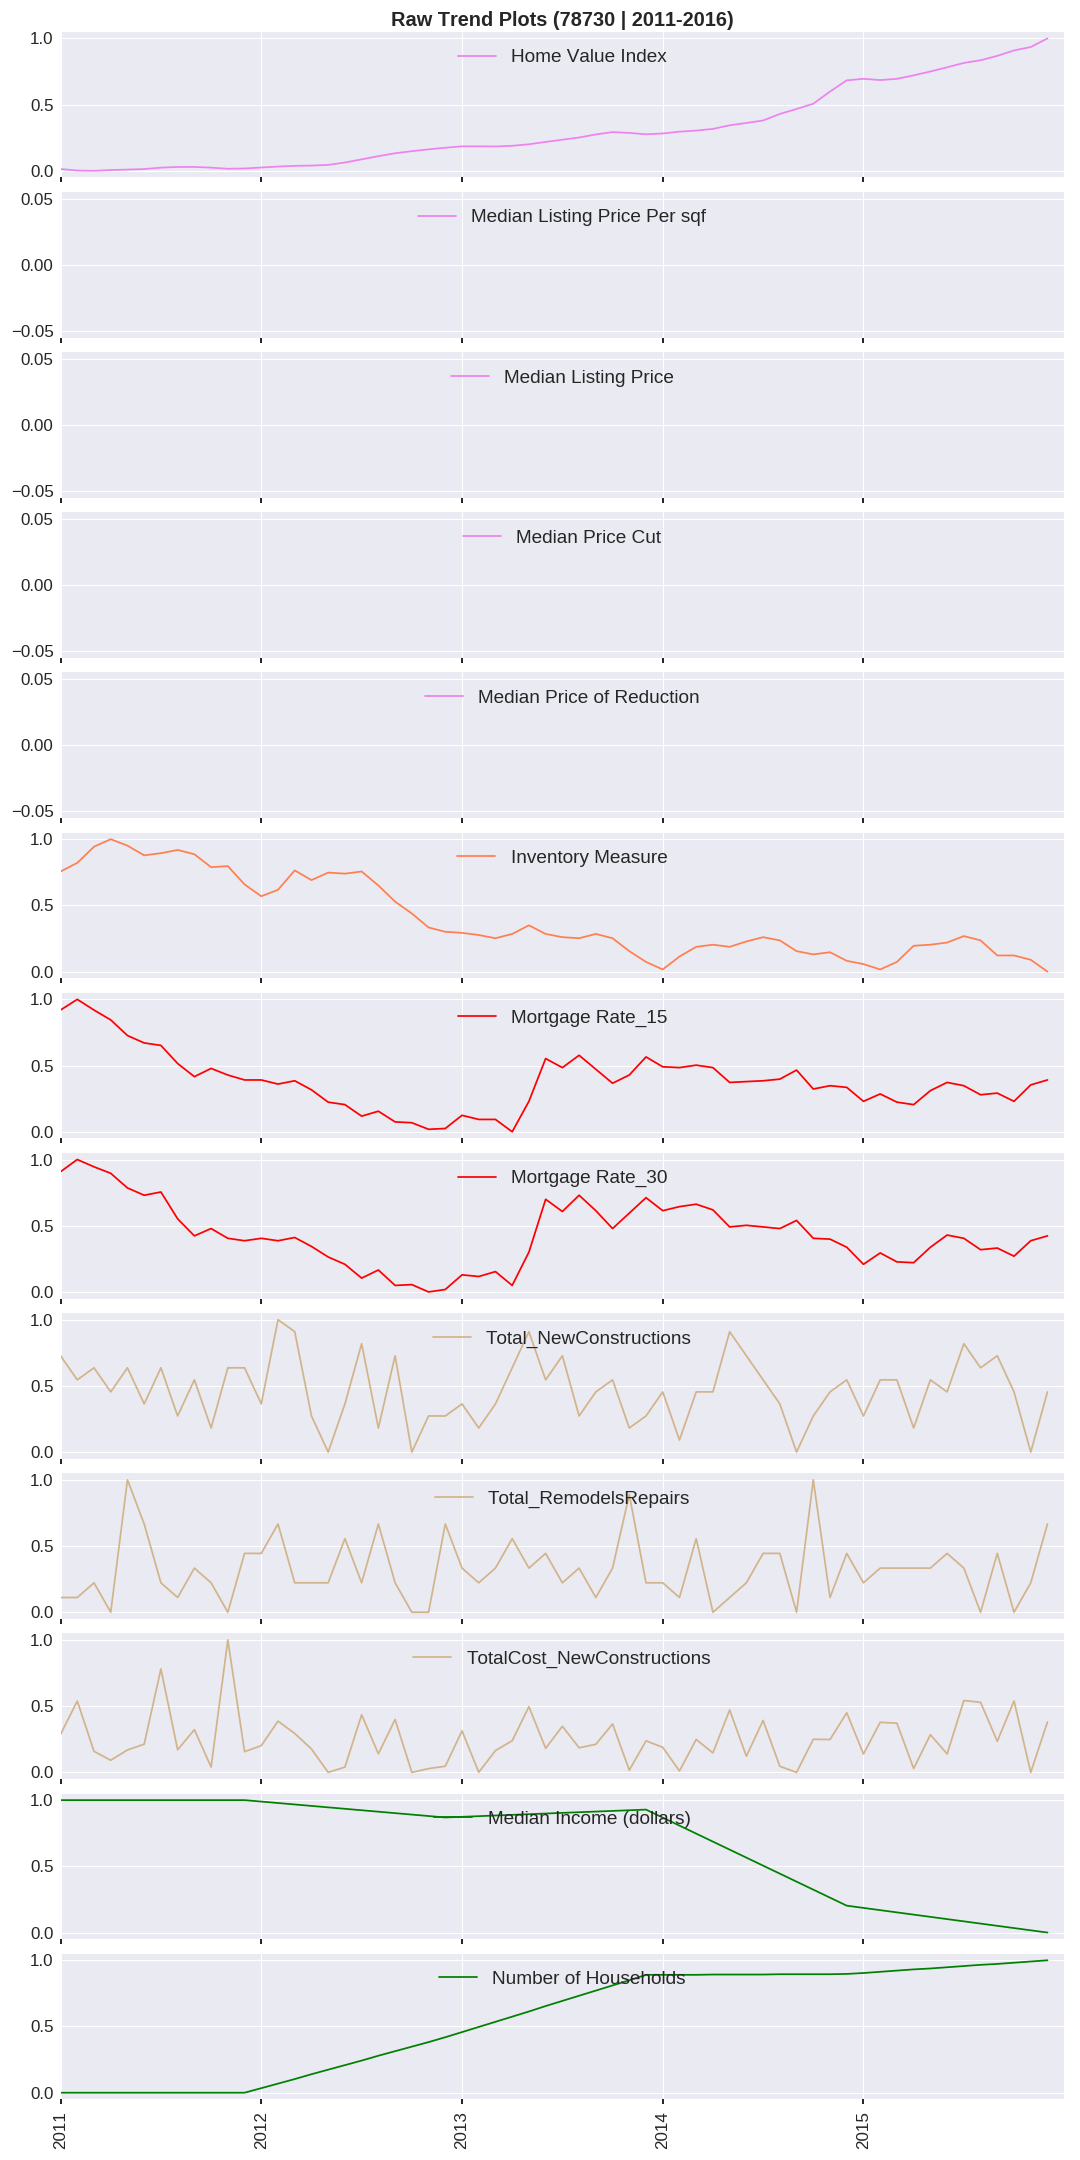 Raw Trend Plots (78730 | 2011-2016)
1.0
Home Value Index
0.5
0.0
0.05
Median Listing Price Per sqf
0.00
−0.05
0.05
Median Listing Price
0.00
−0.05
0.05
Median Price Cut
0.00
−0.05
0.05
Median Price of Reduction
0.00
−0.05
1.0
Inventory Measure
0.5
0.0
1.0
Mortgage Rate_15
0.5
0.0
1.0
Mortgage Rate_30
0.5
0.0
1.0
Total_NewConstructions
0.5
0.0
1.0
Total_RemodelsRepairs
0.5
0.0
1.0
TotalCost_NewConstructions
0.5
0.0
1.0
Median Income (dollars)
0.5
0.0
1.0
Number of Households
0.5
0.0
2011 2012 2013 2014 2015